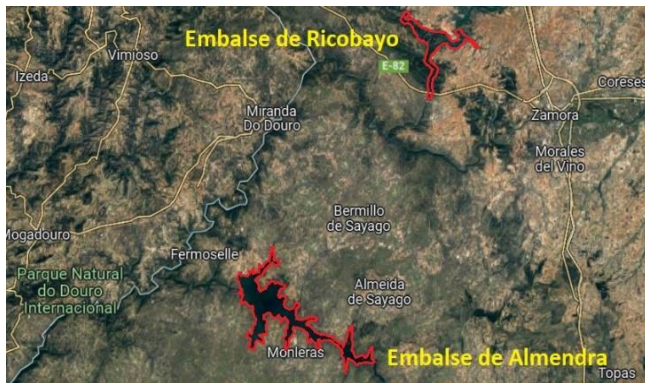 Embalse de Ricobayo
Vimioso
Izeda
E-82
Coreses
Miranda
Do Douro
Zamora
Morales
del Vino
Bermillo
de Sayago
Mogadouro
Fermoselle
Parque Natural
do Douro
Internacional
Almeida
de Sayago
Monleras
Embalse de Almendra
Topas